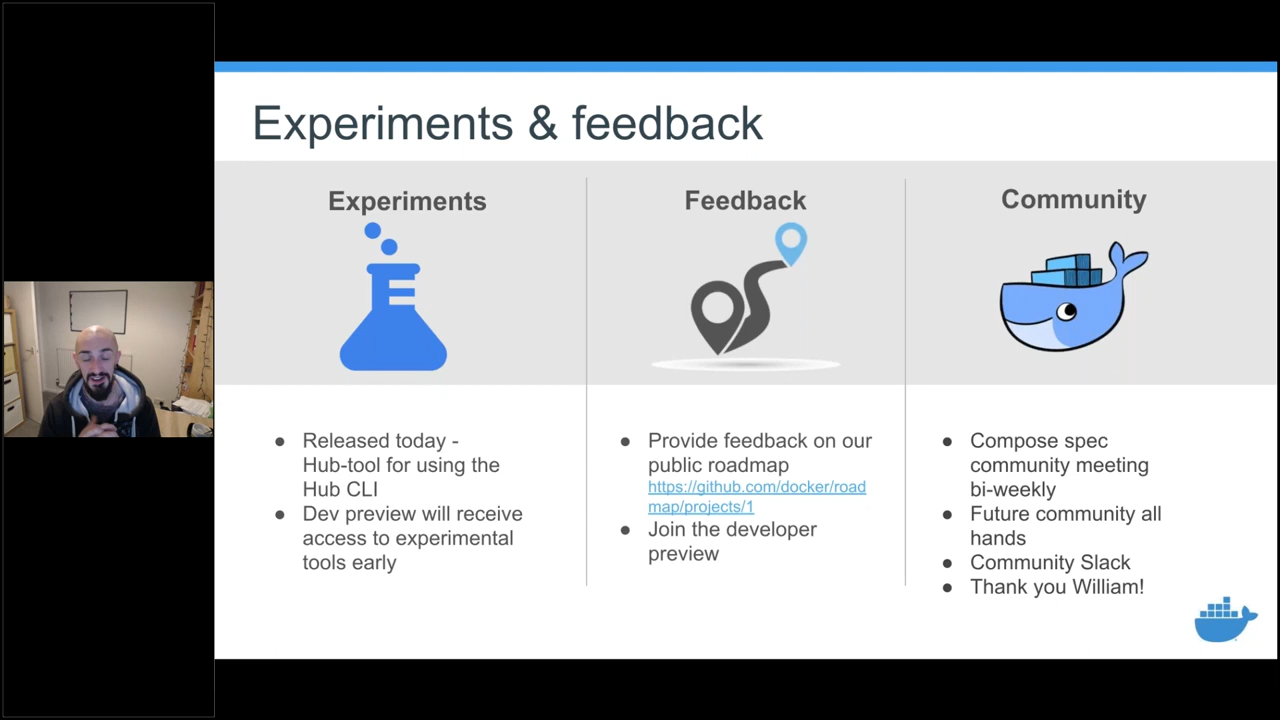 Experiments & feedback
Experiments
Feedback
Community
● Released today -
Hub-tool for using the
Hub CLI
● Dev preview will receive
access to experimental
tools early
● Provide feedback on our
public roadmap
https://github.com/docker/road
map/projects/1
● Join the developer
preview
● Compose spec
community meeting
bi-weekly
● Future community all
hands
● Community Slack
● Thank you William!